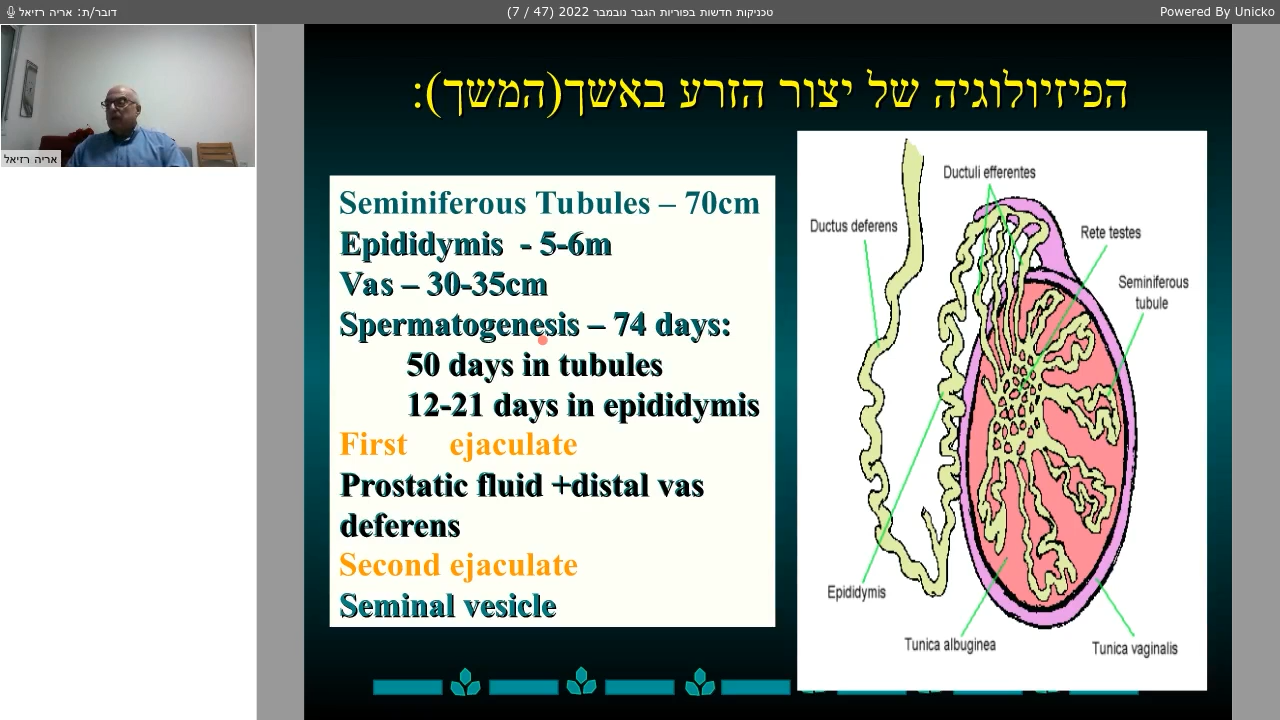 דובר/ת: אריה רזיאל
טכניקות חדשות בפוריות הגבר נובמבר 2022 (47 / 7)
Powered By Unicko
אריה רזיאל
הפיזיולוגיה של יצור הזרע באשך(המשך):
Seminiferous Tubules – 70cm
Epididymis - 5-6m
Vas – 30-35cm
Spermatogenesis – 74 days:
50 days in tubules
12-21 days in epididymis
First ejaculate
Prostatic fluid +distal vas
deferens
Second ejaculate
Seminal vesicle
Ductuli efferentes
Ductus deferens
Rete testes
Seminiferous
tubule
Epididymis
Tunica albuginea
Tunica vaginalis